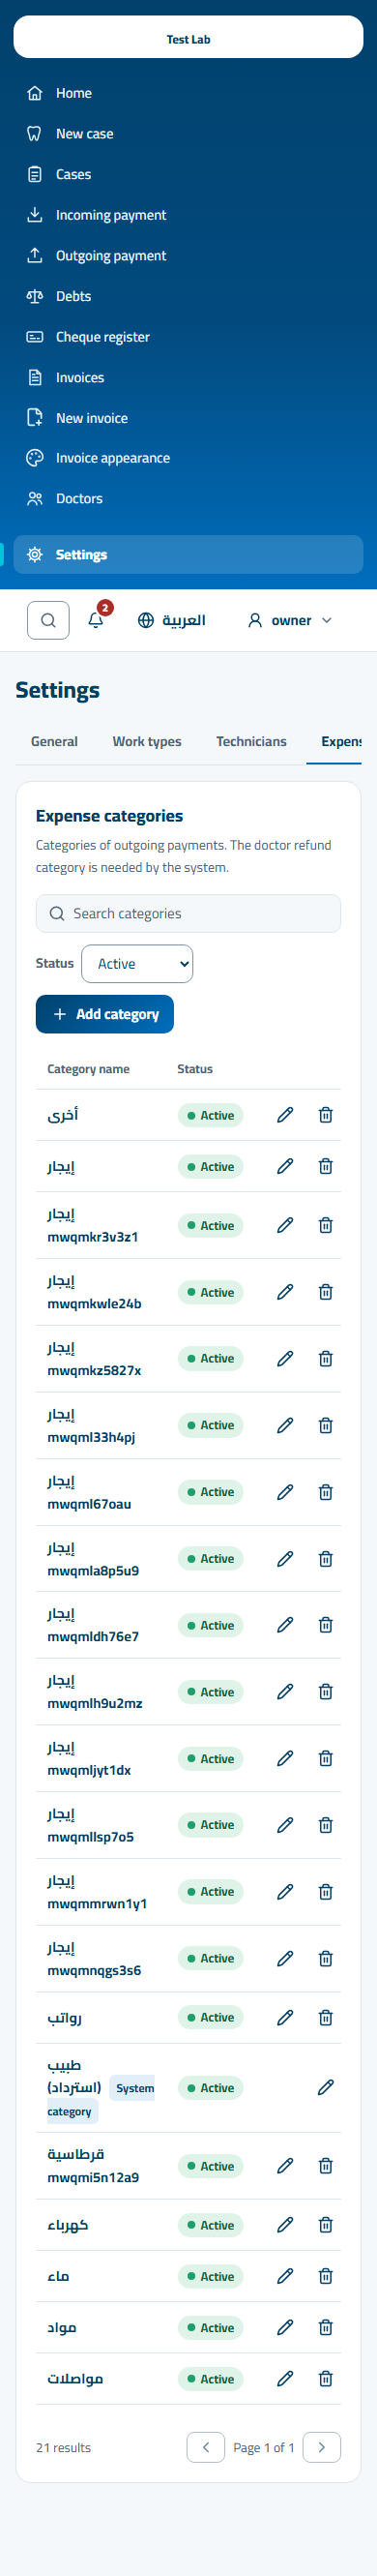 Test Lab
Home
New case
Cases
Incoming payment
Outgoing payment
Debts
Cheque register
Invoices
New invoice
Invoice appearance
Doctors
Settings
2
العربية
owner
Settings
General Work types Technicians Expens
Expense categories
Categories of outgoing payments. The doctor refund
category is needed by the system.
Search categories
Status Active
Add category
Category name Status
أخرى Active
إيجار Active
إيجار
mwqmkr3v3z1 Active
إيجار
mwqmkwle24b Active
إيجار
mwqmkz5827x Active
إيجار
mwqml33h4pj Active
إيجار
mwqml67oau Active
إيجار
mwqmla8p5u9 Active
إيجار
mwqmldh76e7 Active
إيجار
mwqmlh9u2mz Active
إيجار
mwqmljyt1dx Active
إيجار
mwqmllsp7o5 Active
إيجار
mwqmmrwn1y1 Active
إيجار
mwqmnqgs3s6 Active
رواتب Active
طبيب
(استرداد) System Active
category
قرطاسية
mwqmi5n12a9 Active
كهرباء Active
ماء Active
مواد Active
مواصلات Active
21 results Page 1 of 1